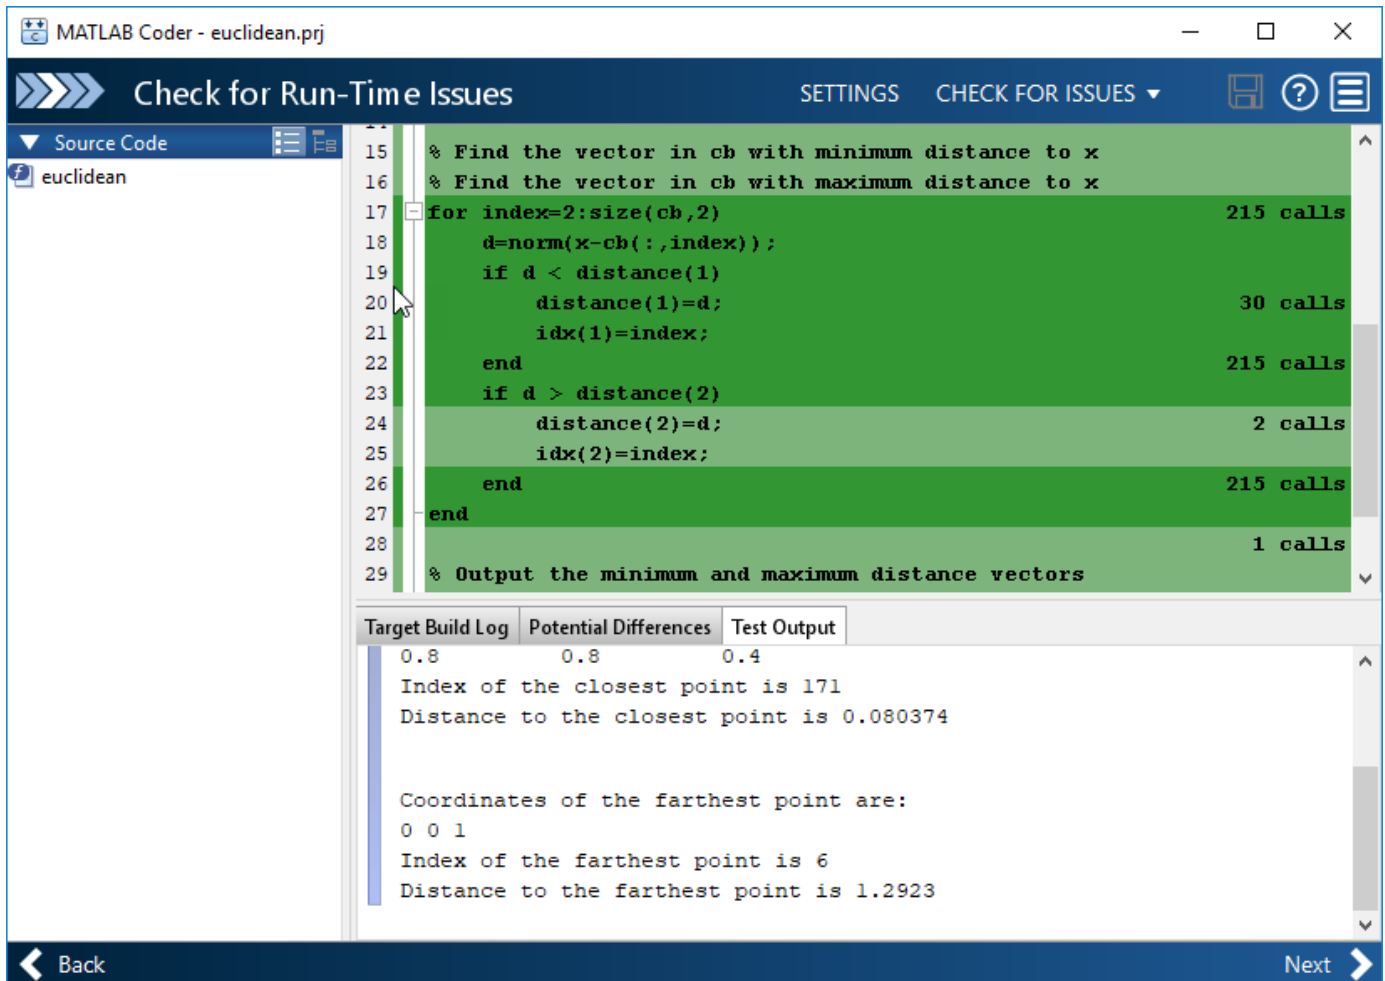 MATLAB Coder - euclidean.prj
Check for Run-Time Issues SETTINGS CHECK FOR ISSUES
Source Code
euclidean
15 % Find the vector in cb with minimum distance to x
16 % Find the vector in cb with maximum distance to x
17 for index=2:size(cb,2) 215 calls
18 d=norm(x-cb(:,index));
19 if d < distance(1)
20 distance(1)=d; 30 calls
21 idx(1)=index;
22 end 215 calls
23 if d > distance(2)
24 distance(2)=d; 2 calls
25 idx(2)=index;
26 end 215 calls
27 end
28 1 calls
29 % Output the minimum and maximum distance vectors
Target Build Log Potential Differences Test Output
0.8 0.8 0.4
Index of the closest point is 171
Distance to the closest point is 0.080374
Coordinates of the farthest point are:
0 0 1
Index of the farthest point is 6
Distance to the farthest point is 1.2923
Back Next